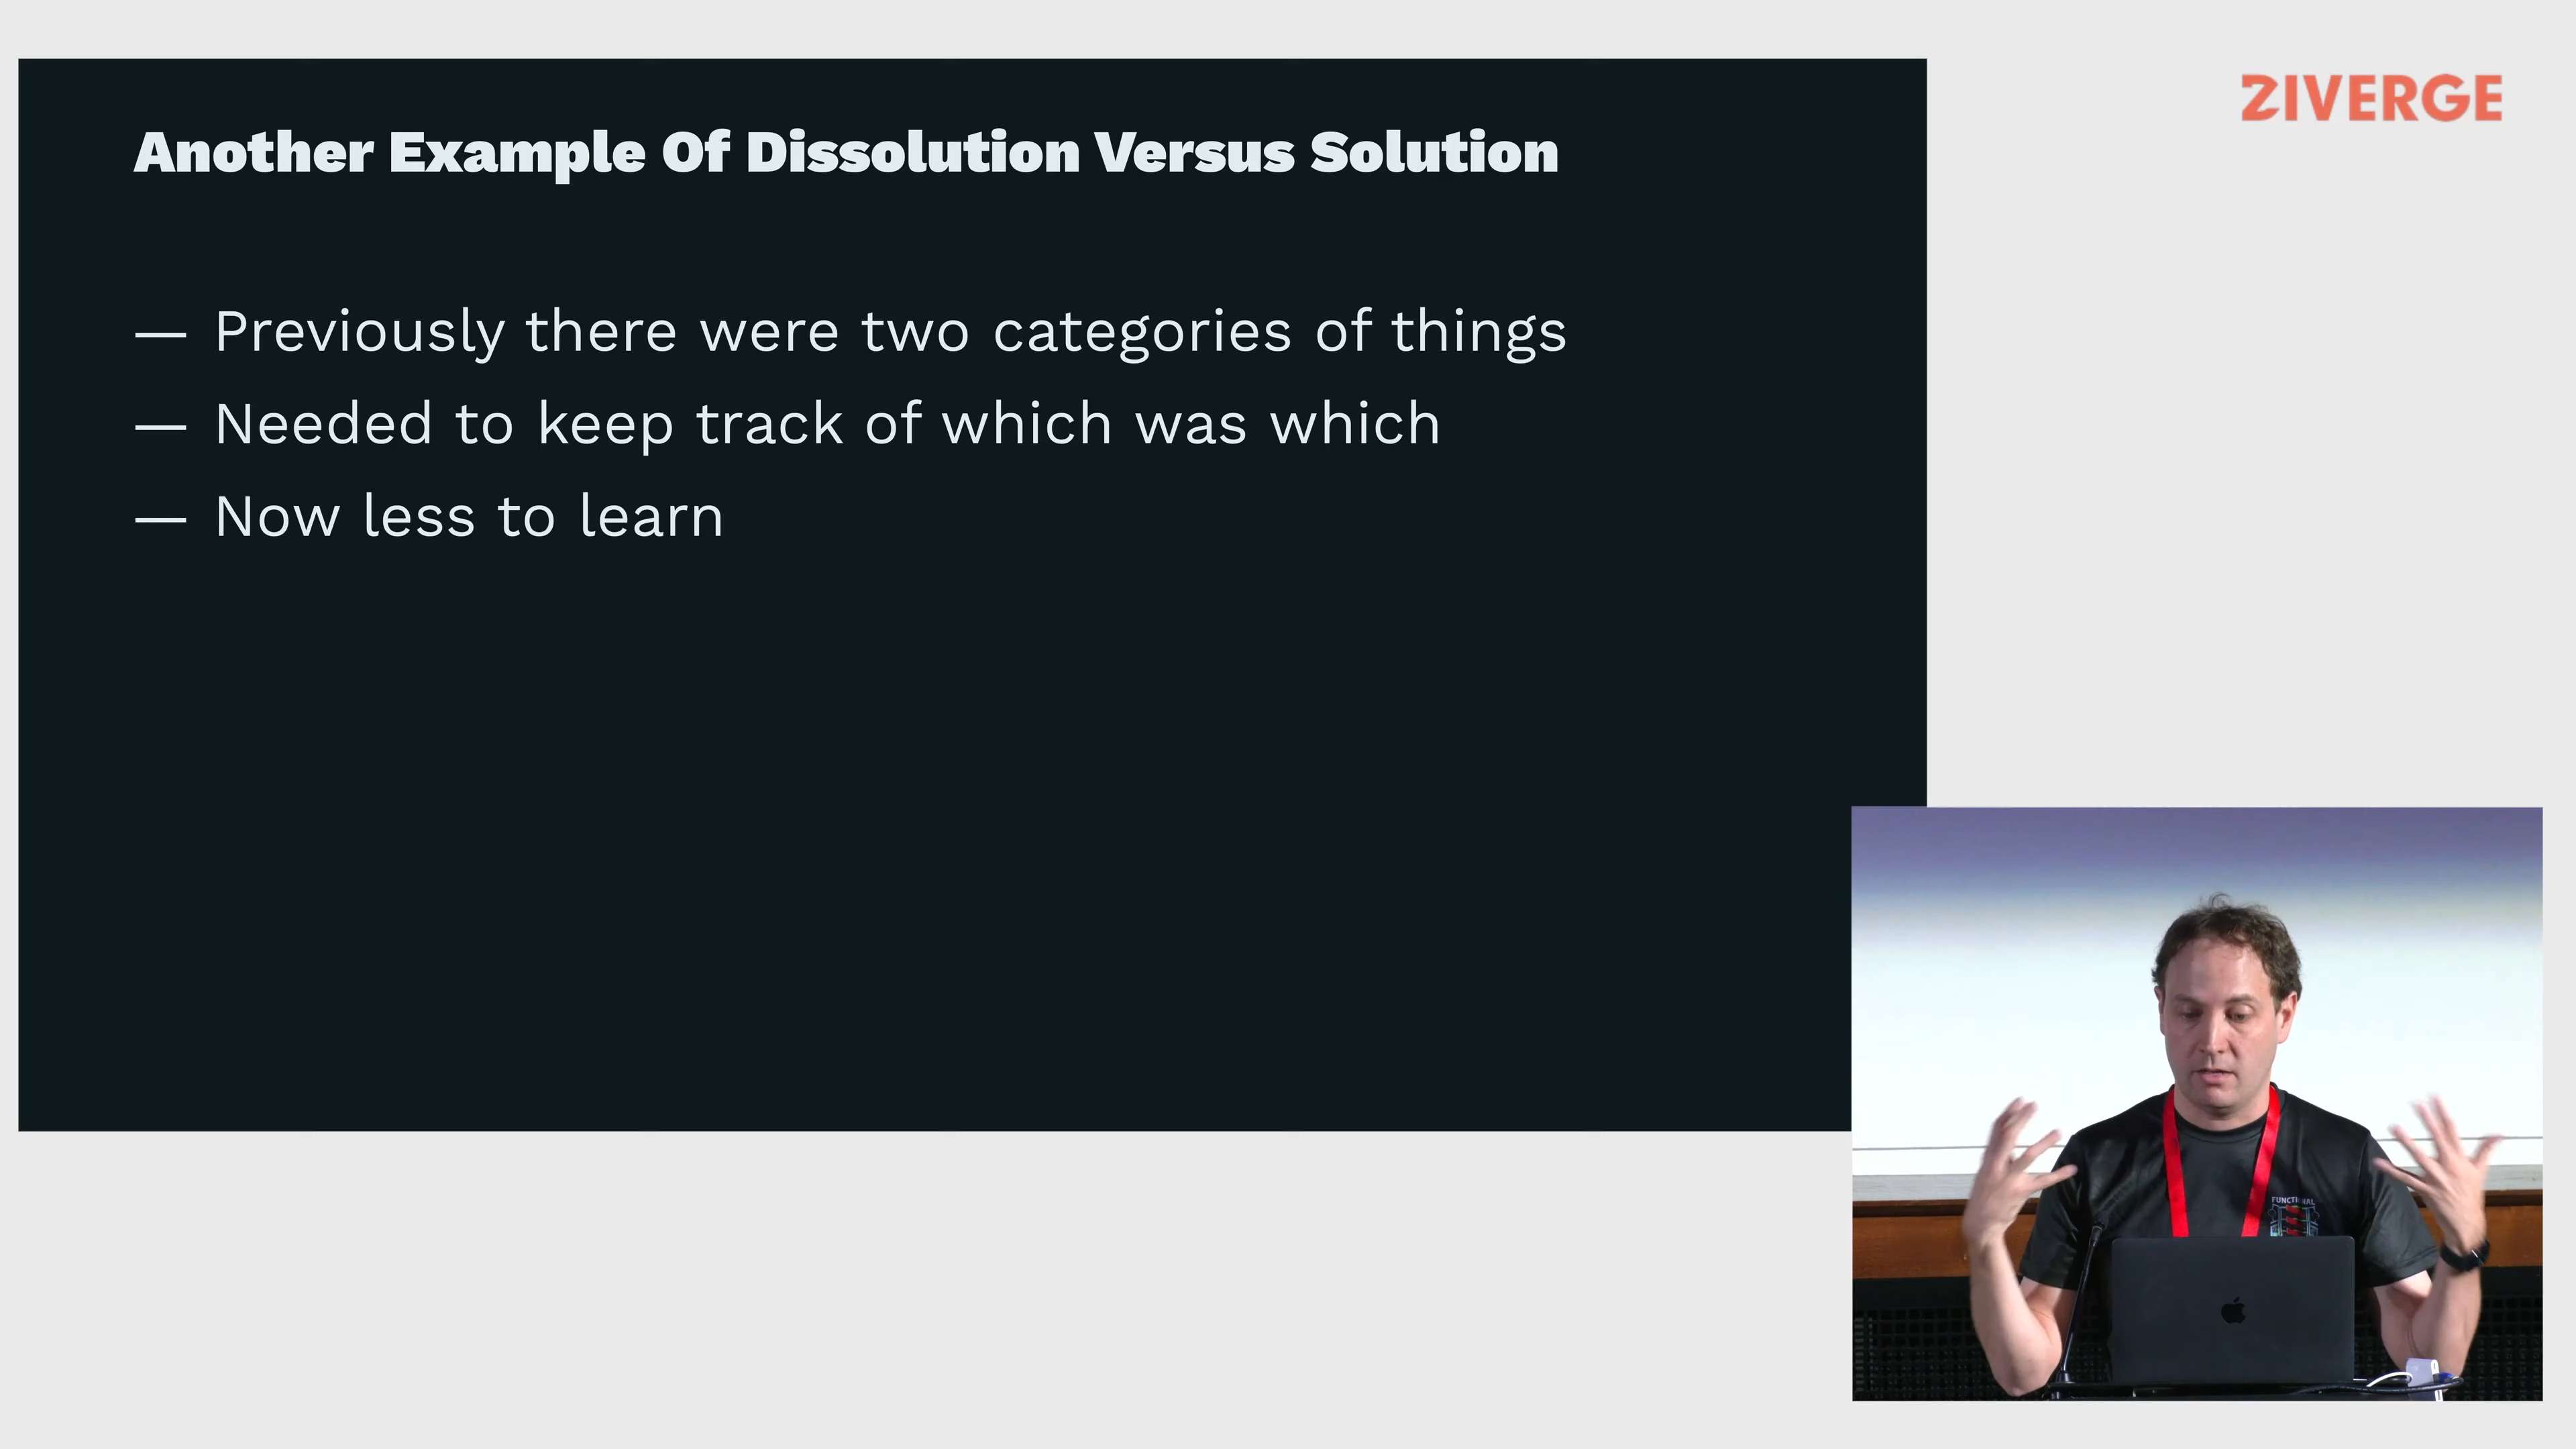 ZIVERGE
Another Example Of Dissolution Versus Solution
— Previously there were two categories of things
— Needed to keep track of which was which
— Now less to learn
FUNCTIONAL